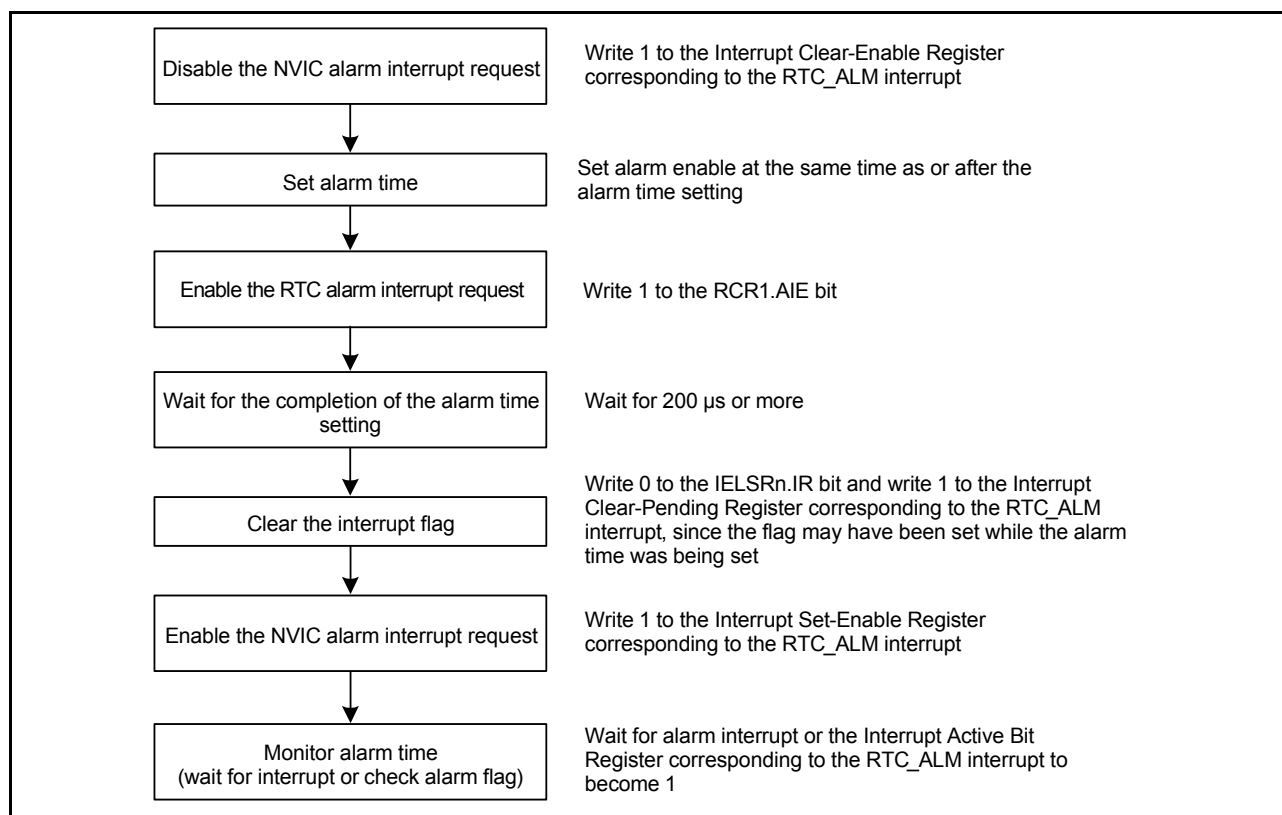 Disable the NVIC alarm interrupt request
Write 1 to the Interrupt Clear-Enable Register
corresponding to the RTC_ALM interrupt
Set alarm time
Set alarm enable at the same time as or after the
alarm time setting
Enable the RTC alarm interrupt request
Write 1 to the RCR1.AIE bit
Wait for the completion of the alarm time
setting
Wait for 200 µs or more
Clear the interrupt flag
Write 0 to the IELSRn.IR bit and write 1 to the Interrupt
Clear-Pending Register corresponding to the RTC_ALM
interrupt, since the flag may have been set while the alarm
time was being set
Enable the NVIC alarm interrupt request
Write 1 to the Interrupt Set-Enable Register
corresponding to the RTC_ALM interrupt
Monitor alarm time
(wait for interrupt or check alarm flag)
Wait for alarm interrupt or the Interrupt Active Bit
Register corresponding to the RTC_ALM interrupt to
become 1